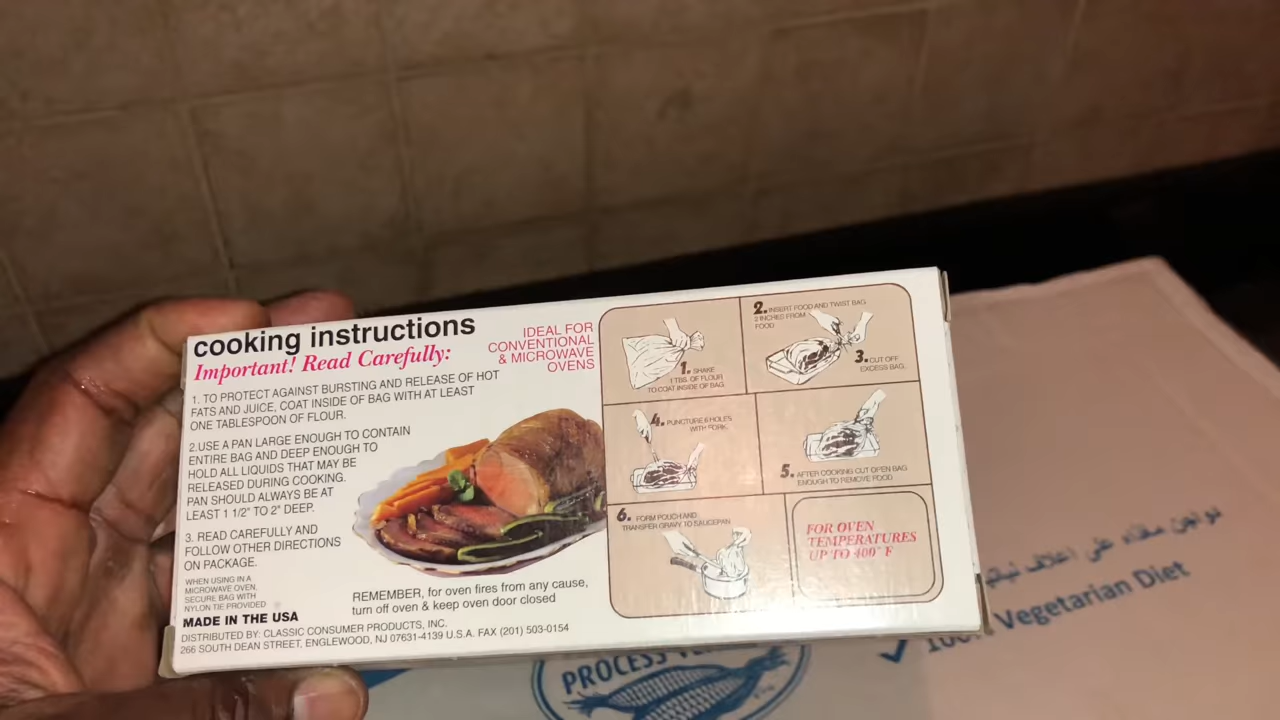 cooking instructions
Important! Read Carefully:
IDEAL FOR
CONVENTIONAL
& MICROWAVE
OVENS
1. TO PROTECT AGAINST BURSTING AND RELEASE OF HOT
FATS AND JUICE, COAT INSIDE OF BAG WITH AT LEAST
ONE TABLESPOON OF FLOUR.
2.USE A PAN LARGE ENOUGH TO CONTAIN
ENTIRE BAG AND DEEP ENOUGH TO
HOLD ALL LIQUIDS THAT MAY BE
RELEASED DURING COOKING.
PAN SHOULD ALWAYS BE AT
LEAST 1 1/2" TO 2" DEEP.
3. READ CAREFULLY AND
FOLLOW OTHER DIRECTIONS
ON PACKAGE.
WHEN USING IN A
MICROWAVE OVEN,
SECURE BAG WITH
NYLON TIE PROVIDED
REMEMBER, for oven fires from any cause,
turn off oven & keep oven door closed
MADE IN THE USA
DISTRIBUTED BY: CLASSIC CONSUMER PRODUCTS, INC.
266 SOUTH DEAN STREET, ENGLEWOOD, NJ 07631-4139 U.S.A. FAX (201) 503-0154
1. SHAKE
1 TBS. OF FLOUR
TO COAT INSIDE OF BAG
2. INSERT FOOD AND TWIST BAG
2 INCHES FROM
FOOD
3. CUT OFF
EXCESS BAG.
4. PUNCTURE 6 HOLES
WITH FORK.
5. AFTER COOKING CUT OPEN BAG
ENOUGH TO REMOVE FOOD
6. FORM POUCH AND
TRANSFER GRAVY TO SAUCEPAN
FOR OVEN
TEMPERATURES
UP TO 400° F
على اعلاف
100% Vegetarian Diet
PROCESS